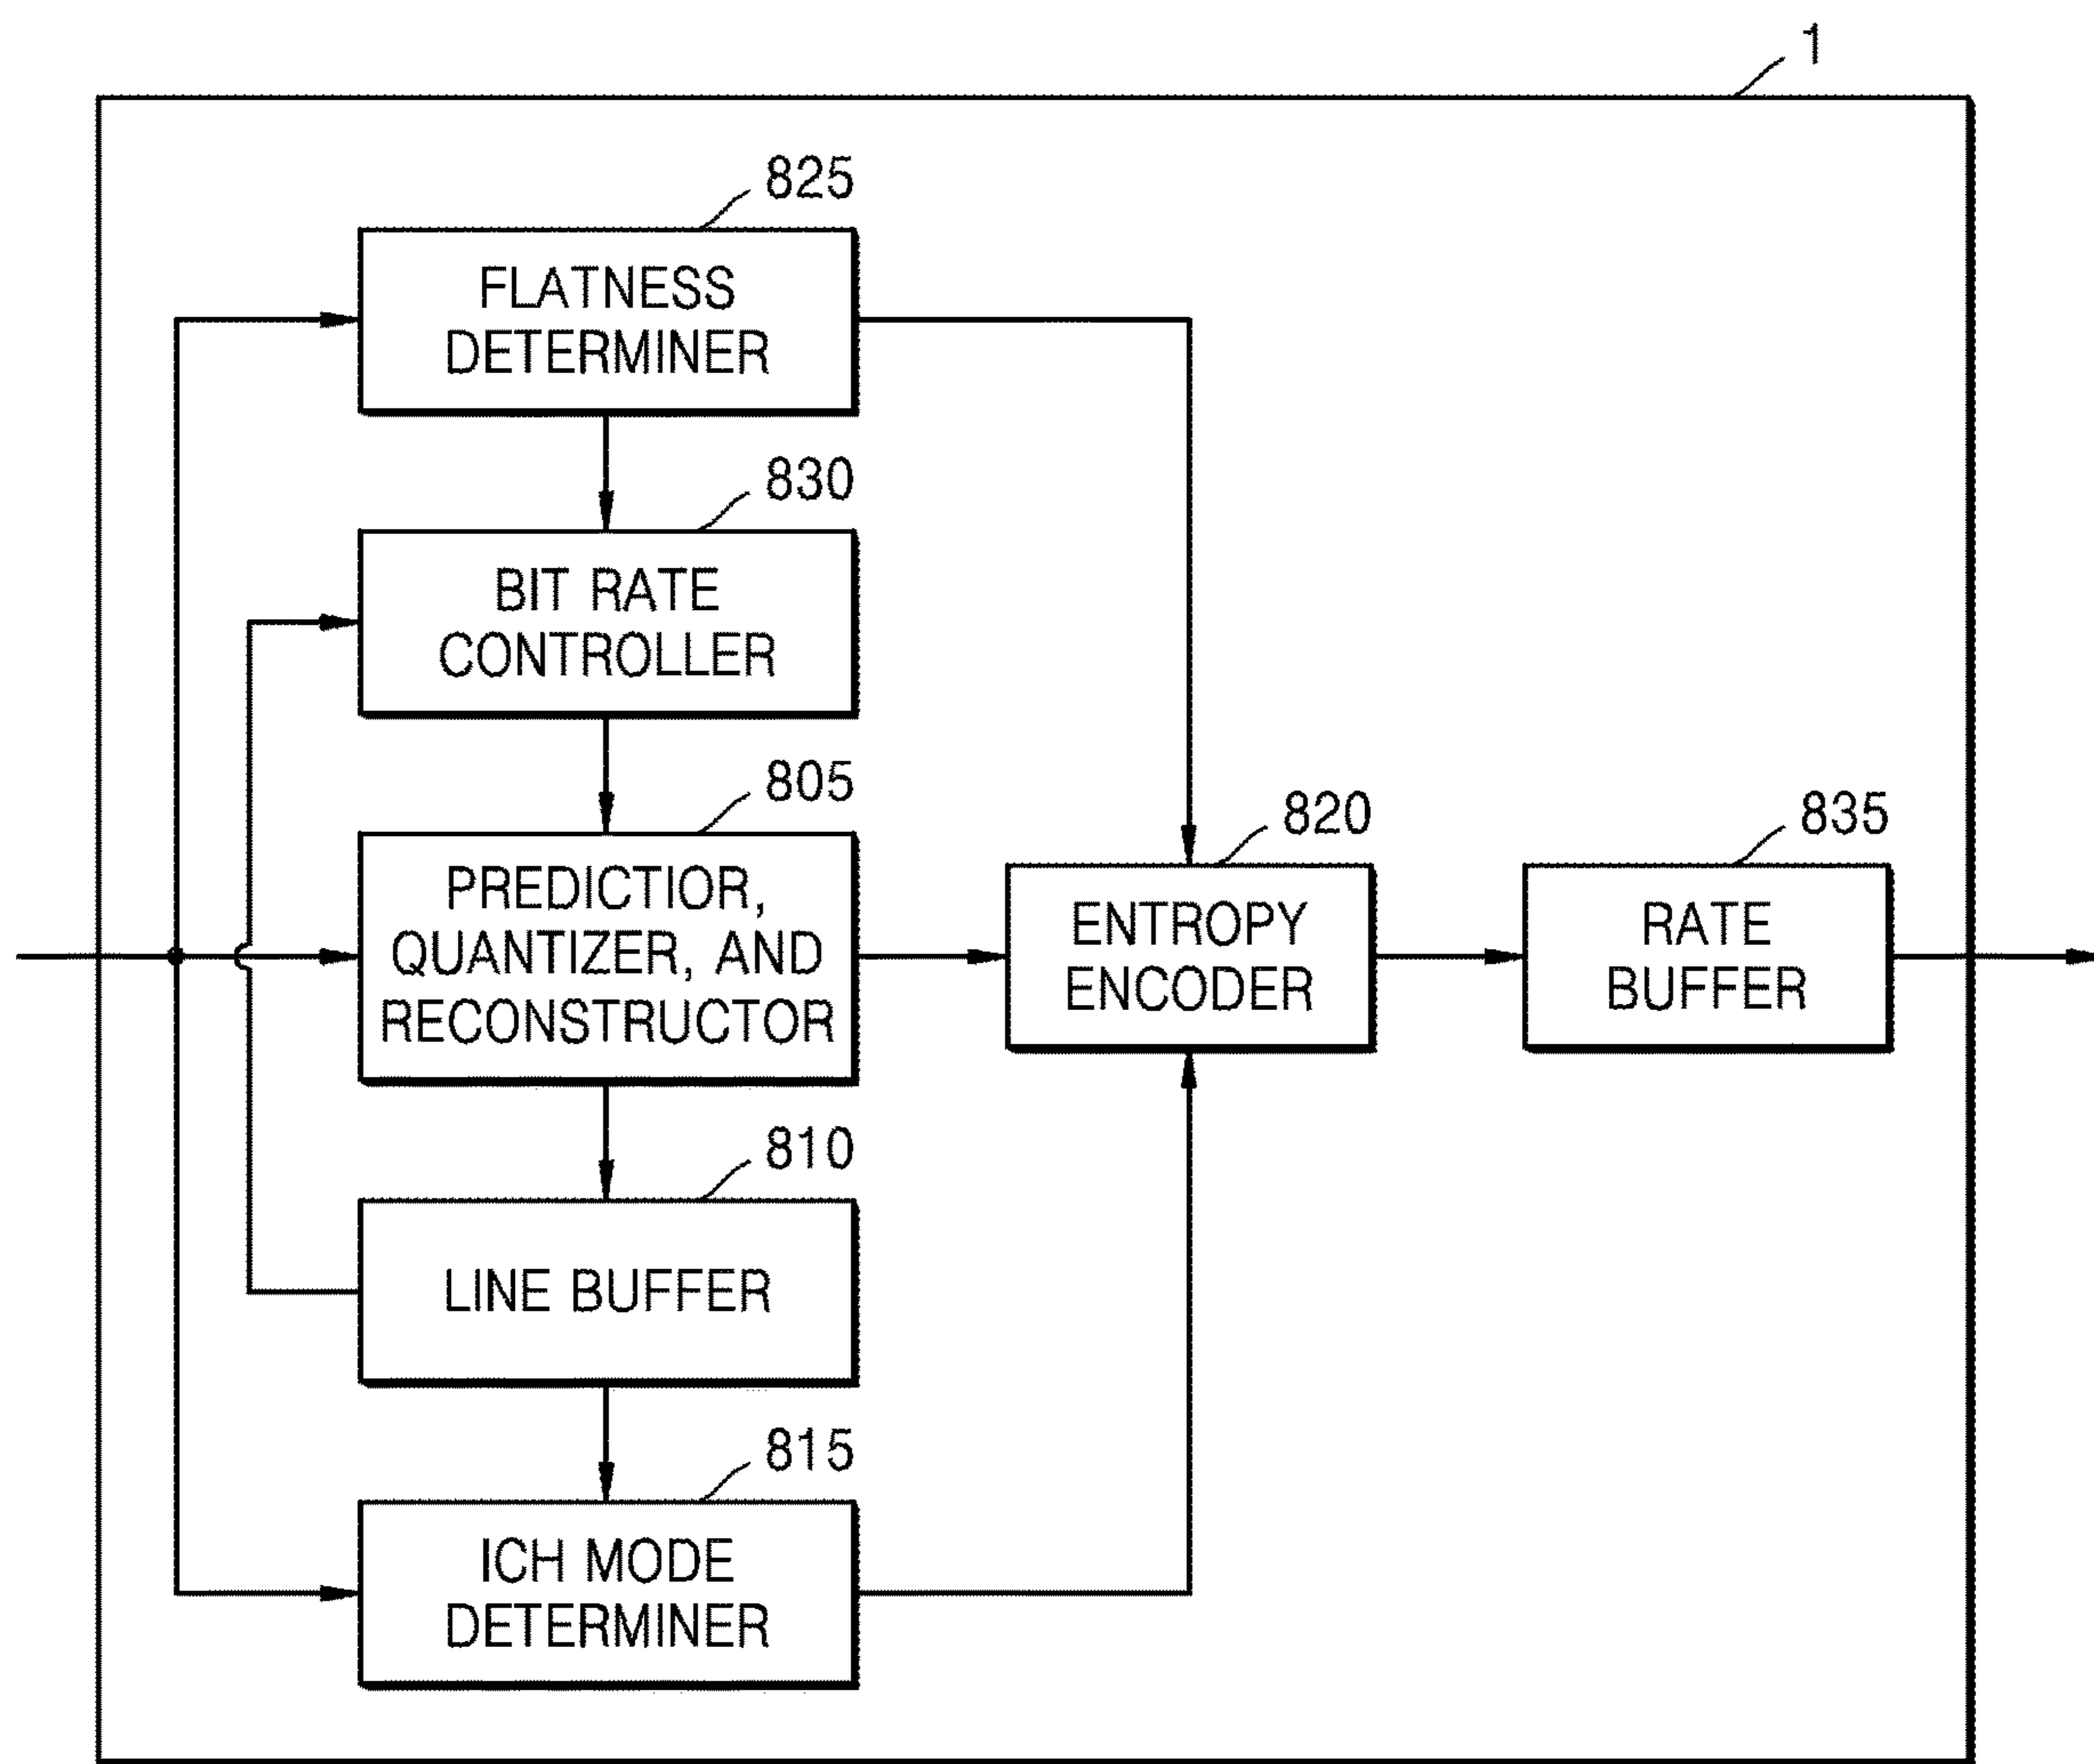 1
825
FLATNESS
DETERMINER
830
BIT RATE
CONTROLLER
805
PREDICTIOR,
QUANTIZER, AND
RECONSTRUCTOR
820
ENTROPY
ENCODER
835
RATE
BUFFER
810
LINE BUFFER
815
ICH MODE
DETERMINER